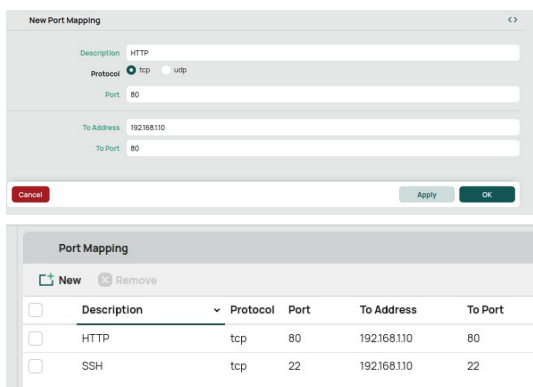 New Port Mapping
Description HTTP
Protocol tcp udp
Port 80
To Address 192.168.1.10
To Port 80
Cancel Apply OK
Port Mapping
New Remove
Description Protocol Port To Address To Port
HTTP tcp 80 192.168.1.10 80
SSH tcp 22 192.168.1.10 22